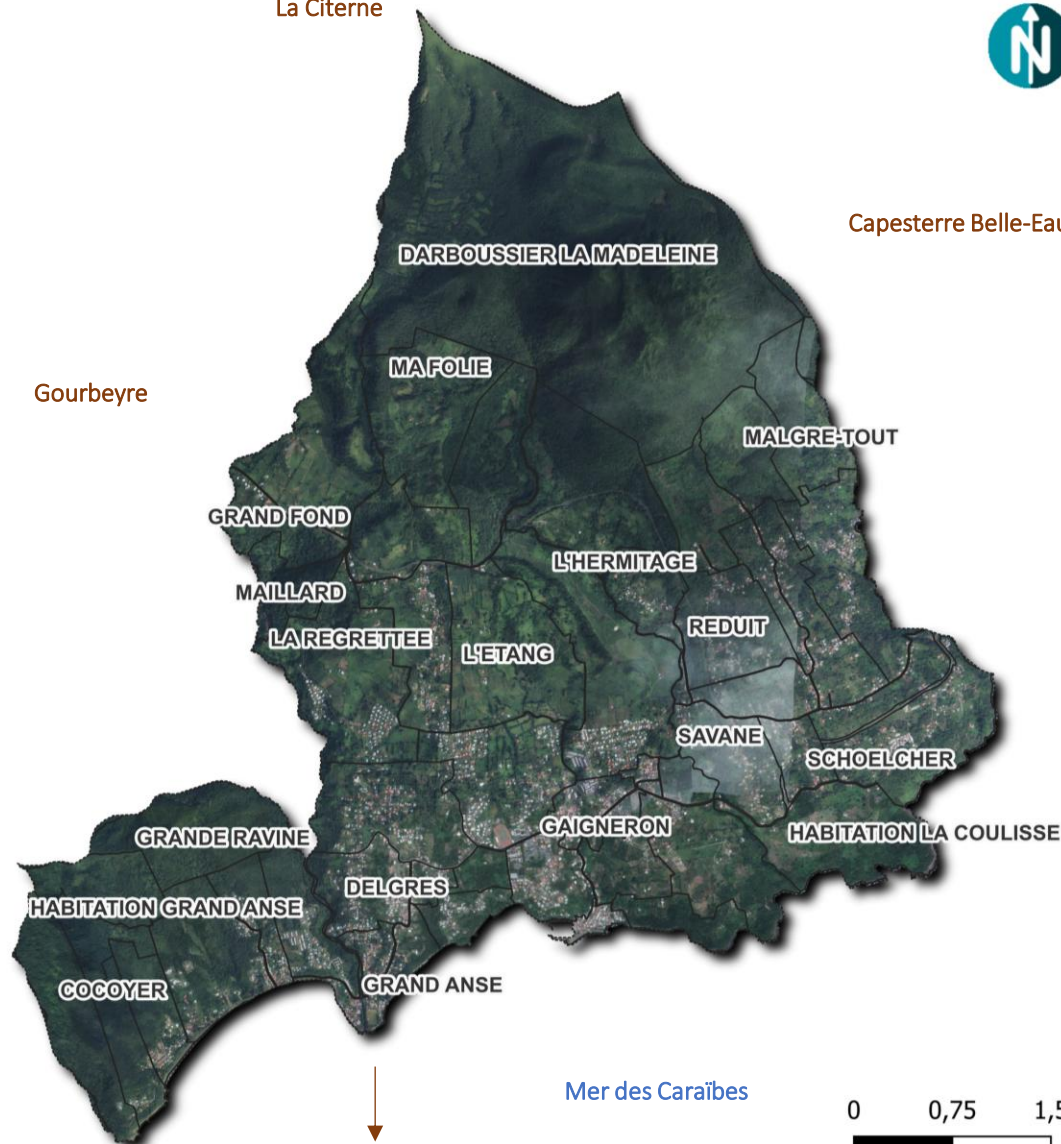 La Citerne
N
Capesterre Belle-Eau
DARBOUSSIER LA MADELEINE
MA FOLIE
Gourbeyre
MALGRE-TOUT
GRAND FOND
L'HERMITAGE
MAILLARD
REDUIT
LA REGRETTEE
L'ETANG
SAVANE
SCHOELCHER
GAIGNERON
GRANDE RAVINE
HABITATION LA COULISSE
DELGRES
HABITATION GRAND ANSE
GRAND ANSE
COCOYER
Mer des Caraïbes
0 0,75 1,5